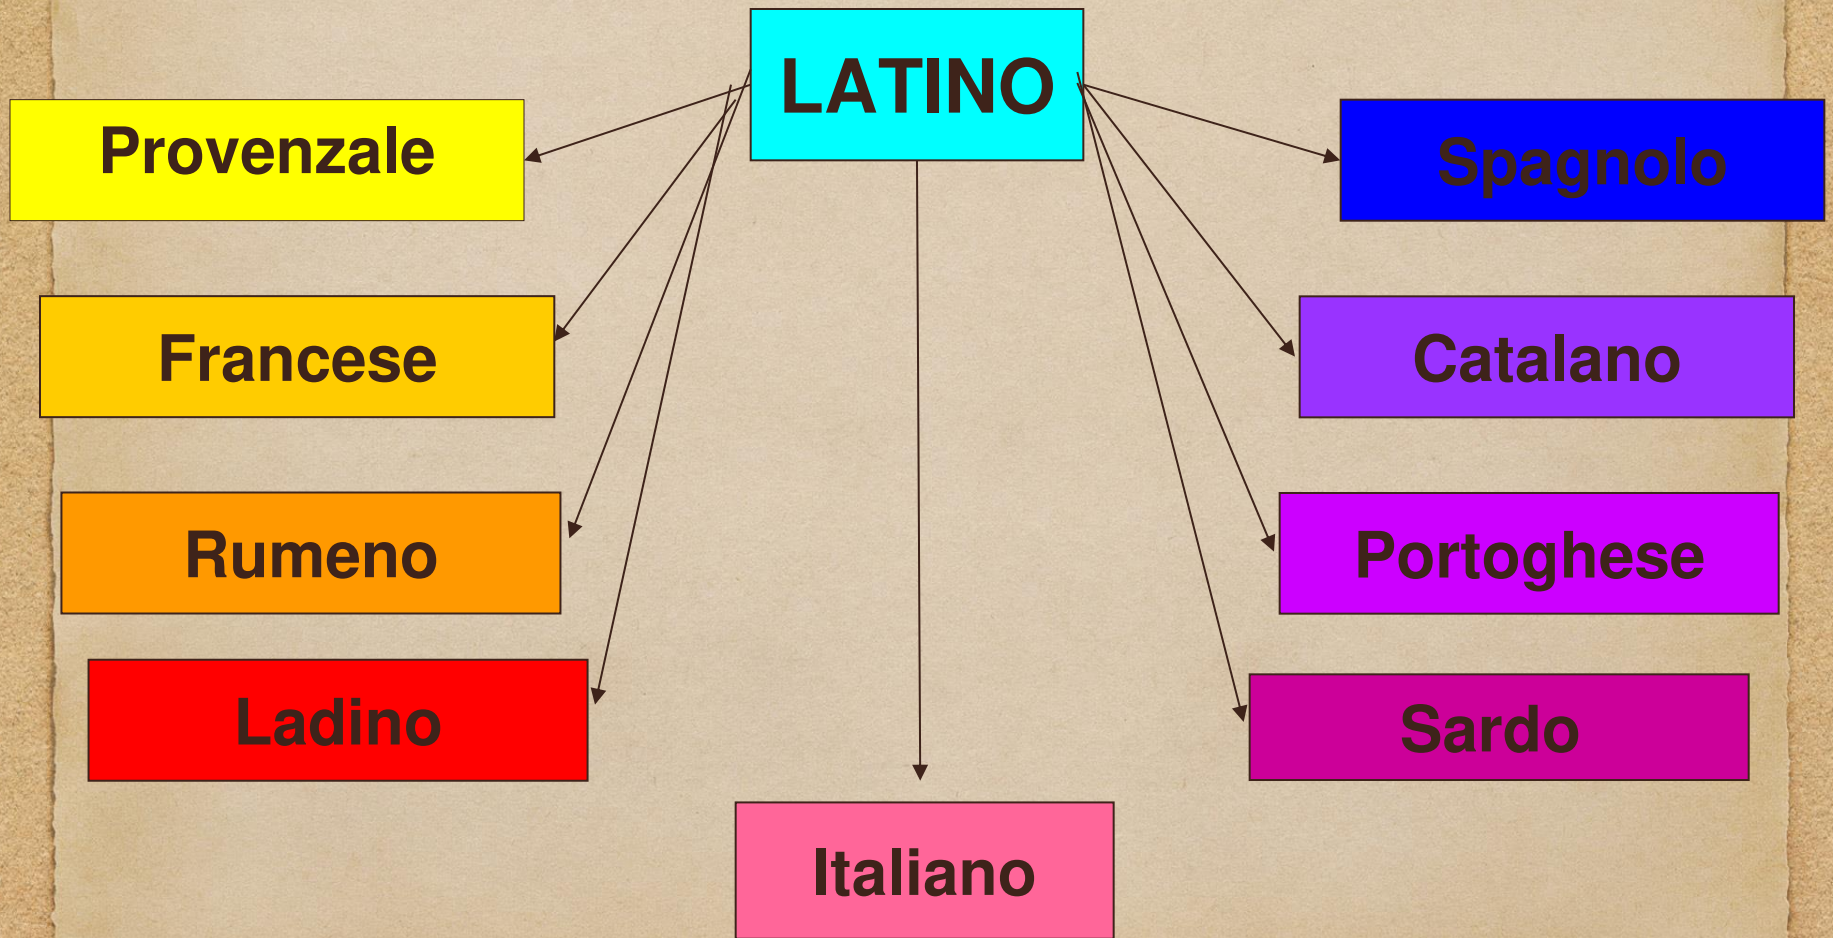 LATINO
Provenzale
Spagnolo
Francese
Catalano
Rumeno
Portoghese
Ladino
Sardo
Italiano